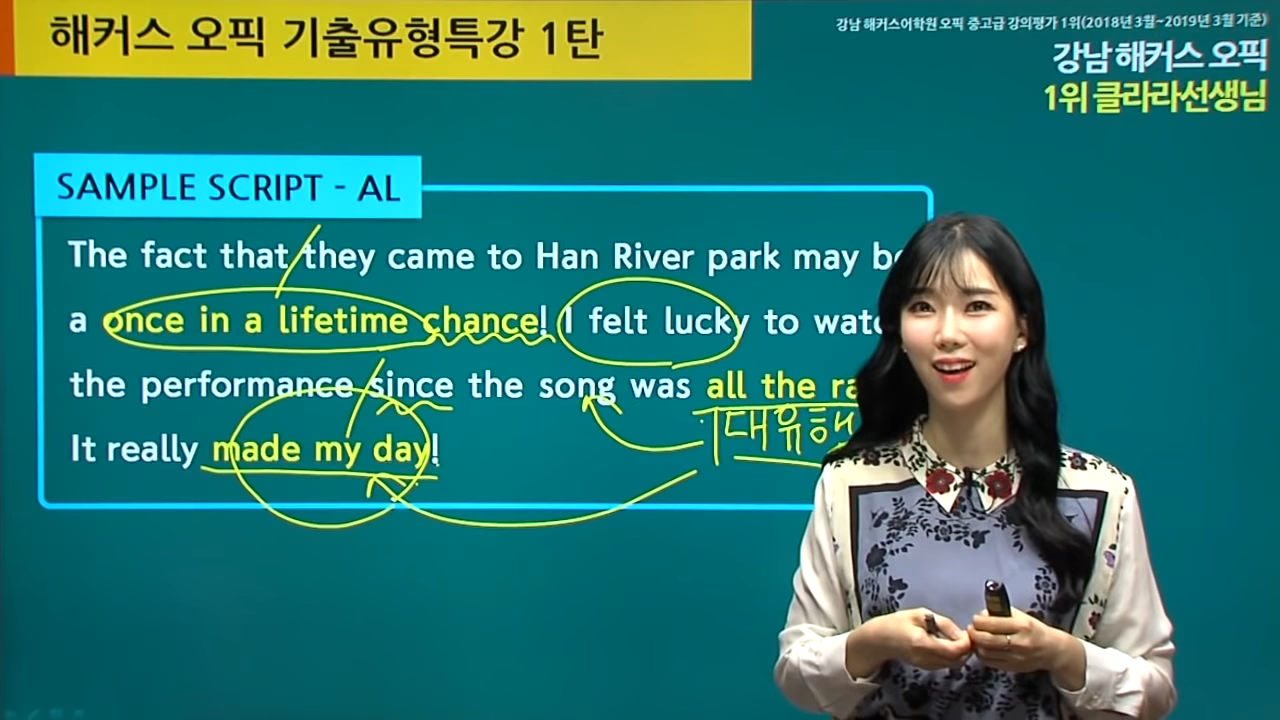 해커스 오픽 기출유형특강 1탄
강남 해커스어학원 오픽 중고급 강의평가 1위(2018년 3월~2019년 3월 기준)
강남 해커스 오픽
1위 클라라선생님
SAMPLE SCRIPT - AL
The fact that they came to Han River park may
a once in a lifetime chance! I felt lucky to
the performance since the song was all the
대유행
It really made my day!